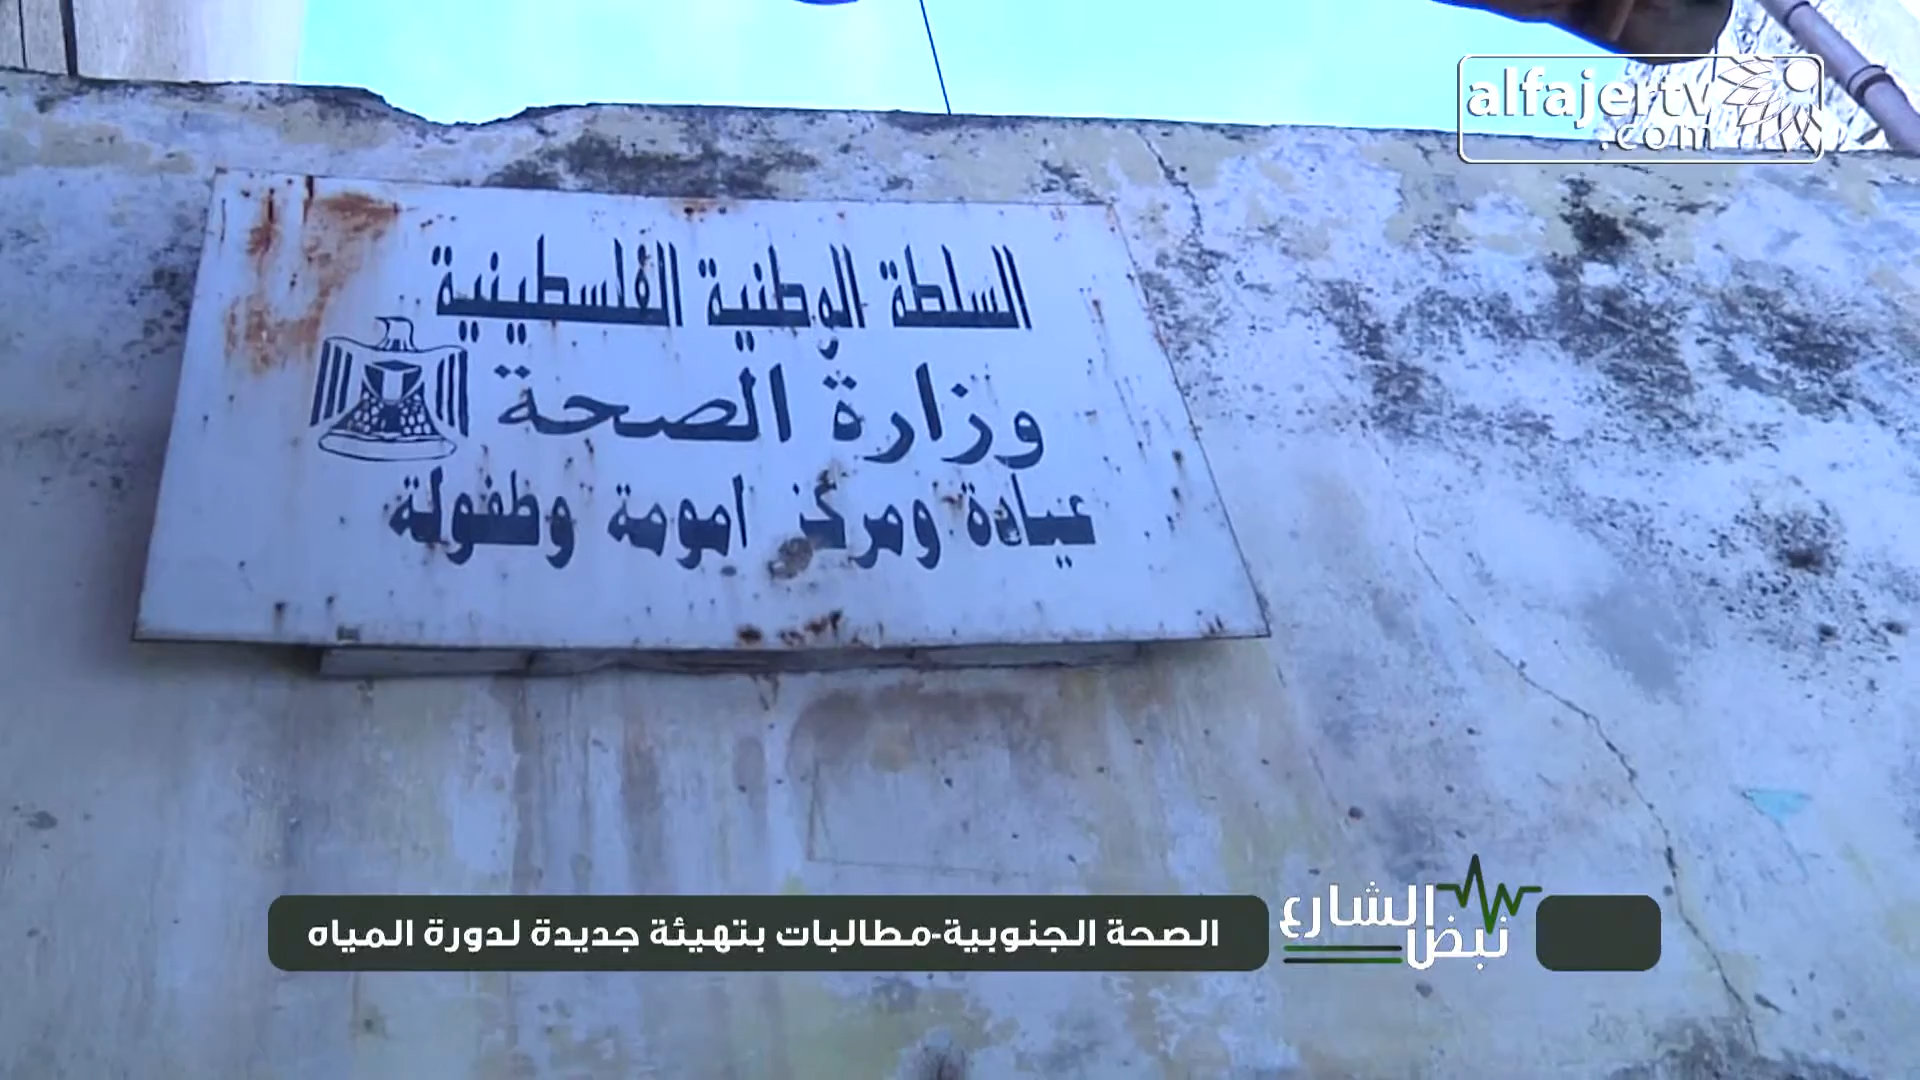 alfajertv
.com
السلطة الوطنية الفلسطينية
وزارة الصحة
عيادة ومركز امومة وطفولة
نبض الشارع
الصحة الجنوبية-مطالبات بتهيئة جديدة لدورة المياه